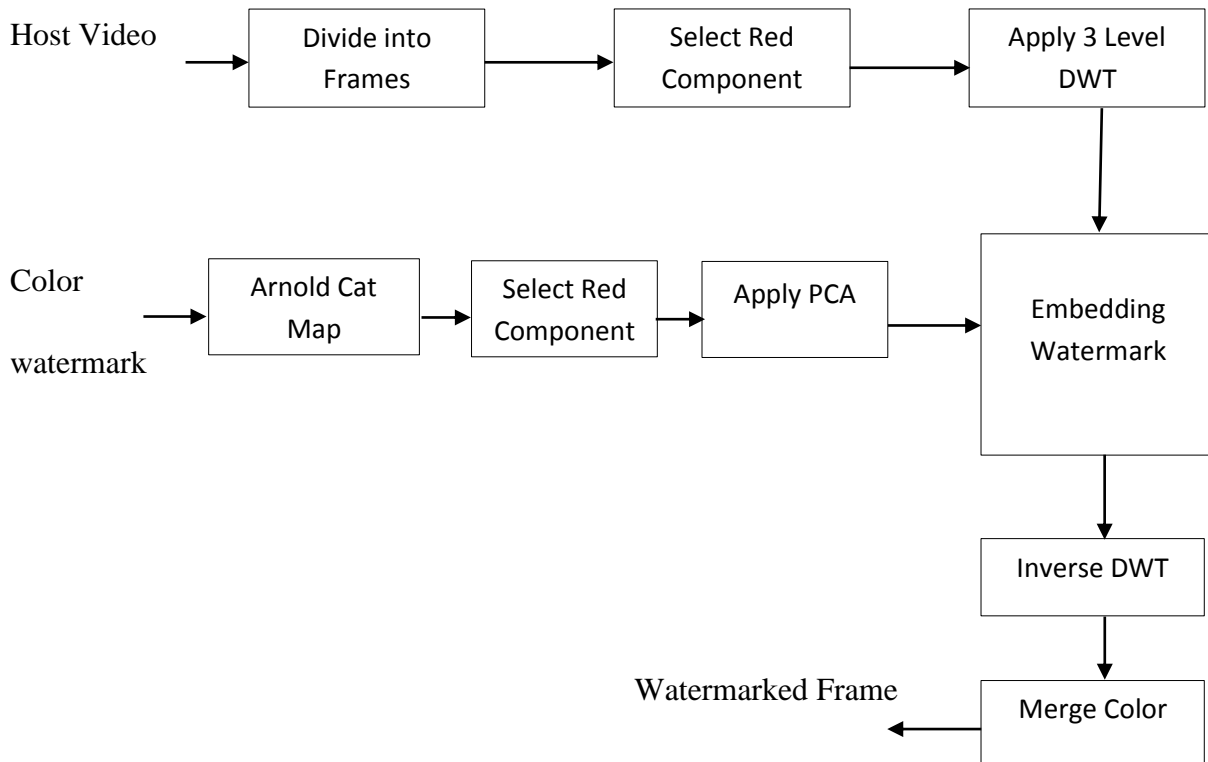 Host Video
Divide into
Frames
Select Red
Component
Apply 3 Level
DWT
Color
watermark
Arnold Cat
Map
Select Red
Component
Apply PCA
Embedding
Watermark
Inverse DWT
Watermarked Frame
Merge Color